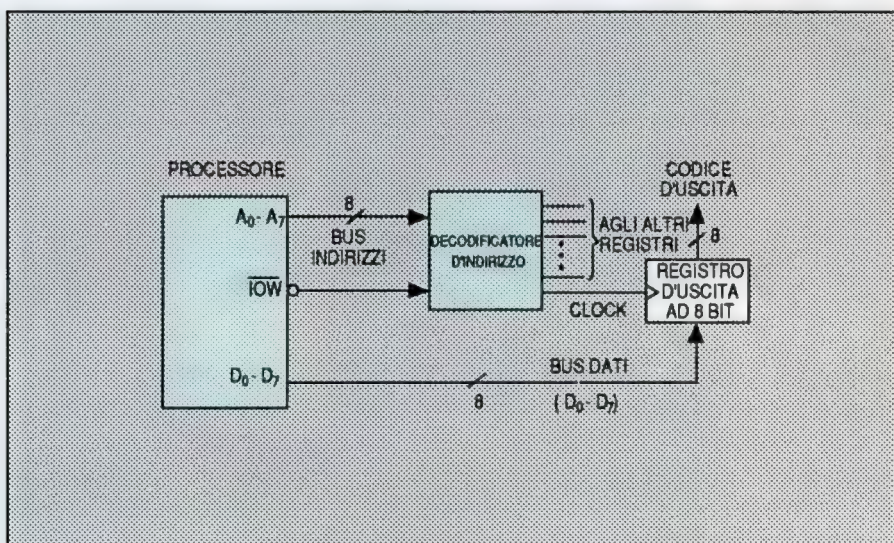 PROCESSORE
A₀ - A₇
8
BUS
INDIRIZZI
IOW
D₀ - D₇
DECODIFICATORE
D'INDIRIZZO
AGLI ALTRI
REGISTRI
CODICE
D'USCITA
8
REGISTRO
D'USCITA
AD 8 BIT
CLOCK
BUS DATI
8
( D₀ - D₇)